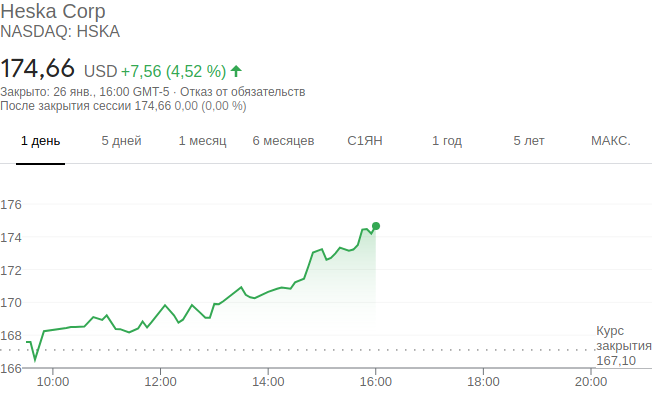 Heska Corp
NASDAQ: HSKA
174,66 USD +7,56 (4,52 %)
Закрыто: 26 янв., 16:00 GMT-5 · Отказ от обязательств
После закрытия сессии 174,66 0,00 (0,00 %)
1 день 5 дней 1 месяц 6 месяцев С1ЯН 1 год 5 лет МАКС.
176
174
172
170
168
166
Курс
закрытия
167,10
10:00 12:00 14:00 16:00 18:00 20:00